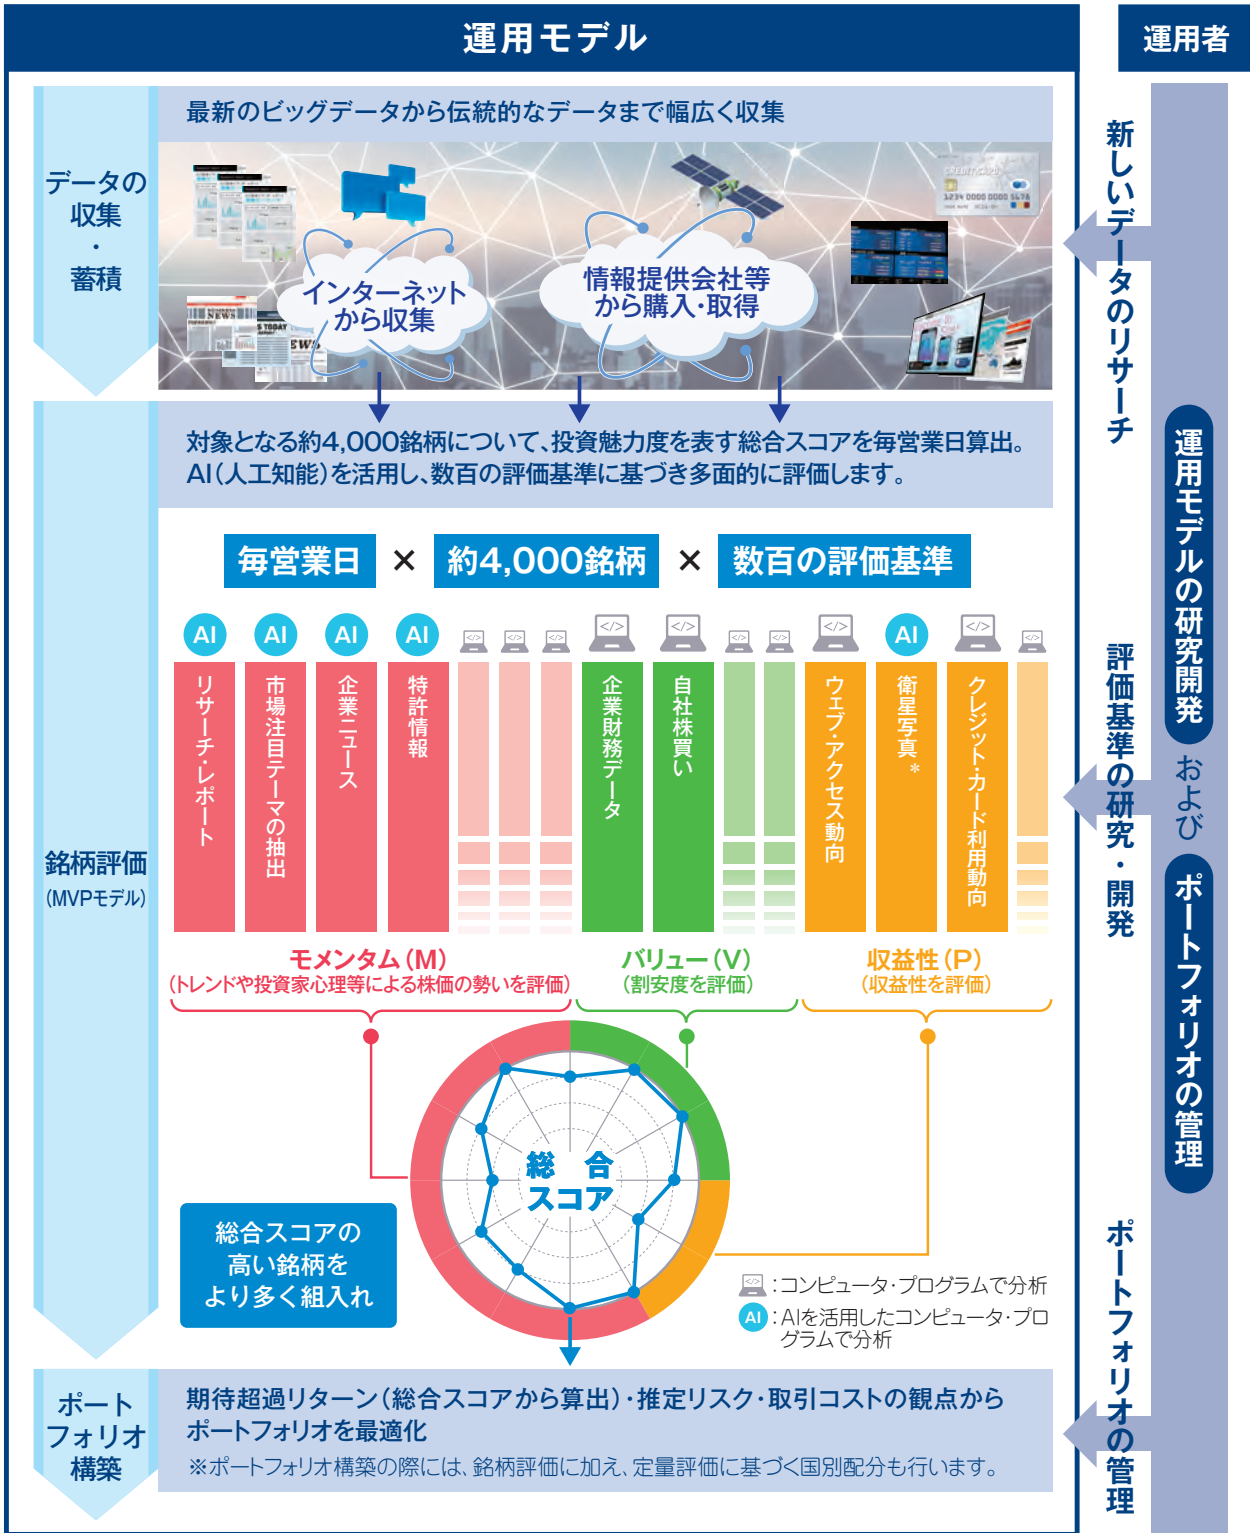 運用モデル
運用者
最新のビッグデータから伝統的なデータまで幅広く収集
データの
収集
・
蓄積
CREDIT CARD
1234 0000 0000 5678
インターネット
から収集
情報提供会社等
から購入・取得
NEWS
新しいデータのリサーチ
対象となる約4,000銘柄について、投資魅力度を表す総合スコアを毎営業日算出。
AI（人工知能）を活用し、数百の評価基準に基づき多面的に評価します。
毎営業日 × 約4,000銘柄 × 数百の評価基準
AI
AI
AI
AI
AI
リサーチ・レポート
市場注目テーマの抽出
企業ニュース
特許情報
企業財務データ
自社株買い
ウェブ・アクセス動向
衛星写真*
クレジット・カード利用動向
銘柄評価
（MVPモデル）
モメンタム（M）
（トレンドや投資家心理等による株価の勢いを評価）
バリュー（V）
（割安度を評価）
収益性（P）
（収益性を評価）
評価基準の研究・開発
運用モデルの研究開発
および
ポートフォリオの管理
総合
スコア
総合スコアの
高い銘柄を
より多く組入れ
</>：コンピュータ・プログラムで分析
AI：AIを活用したコンピュータ・プロ
グラムで分析
ポート
フォリオ
構築
期待超過リターン（総合スコアから算出）・推定リスク・取引コストの観点から
ポートフォリオを最適化
※ポートフォリオ構築の際には、銘柄評価に加え、定量評価に基づく国別配分も行います。
ポートフォリオの管理